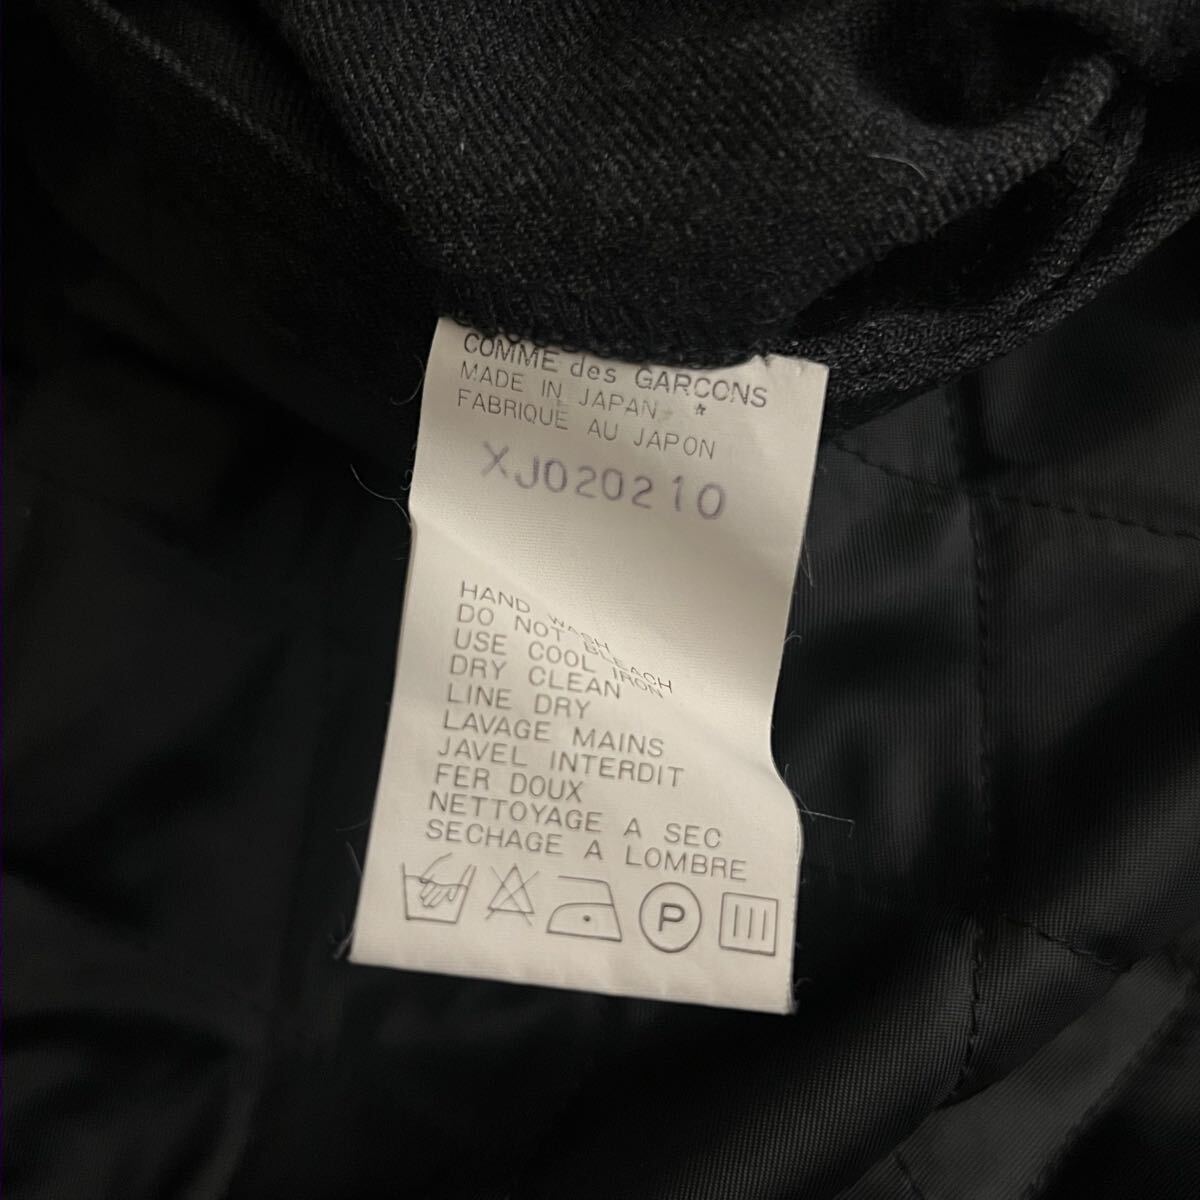 COMME des GARCONS
MADE IN JAPAN *
FABRIQUE AU JAPON
XJ020210
HAND WASH
DO NOT BLEACH
USE COOL IRON
DRY CLEAN
LINE DRY
LAVAGE MAINS
JAVEL INTERDIT
FER DOUX
NETTOYAGE A SEC
SECHAGE A LOMBRE
P